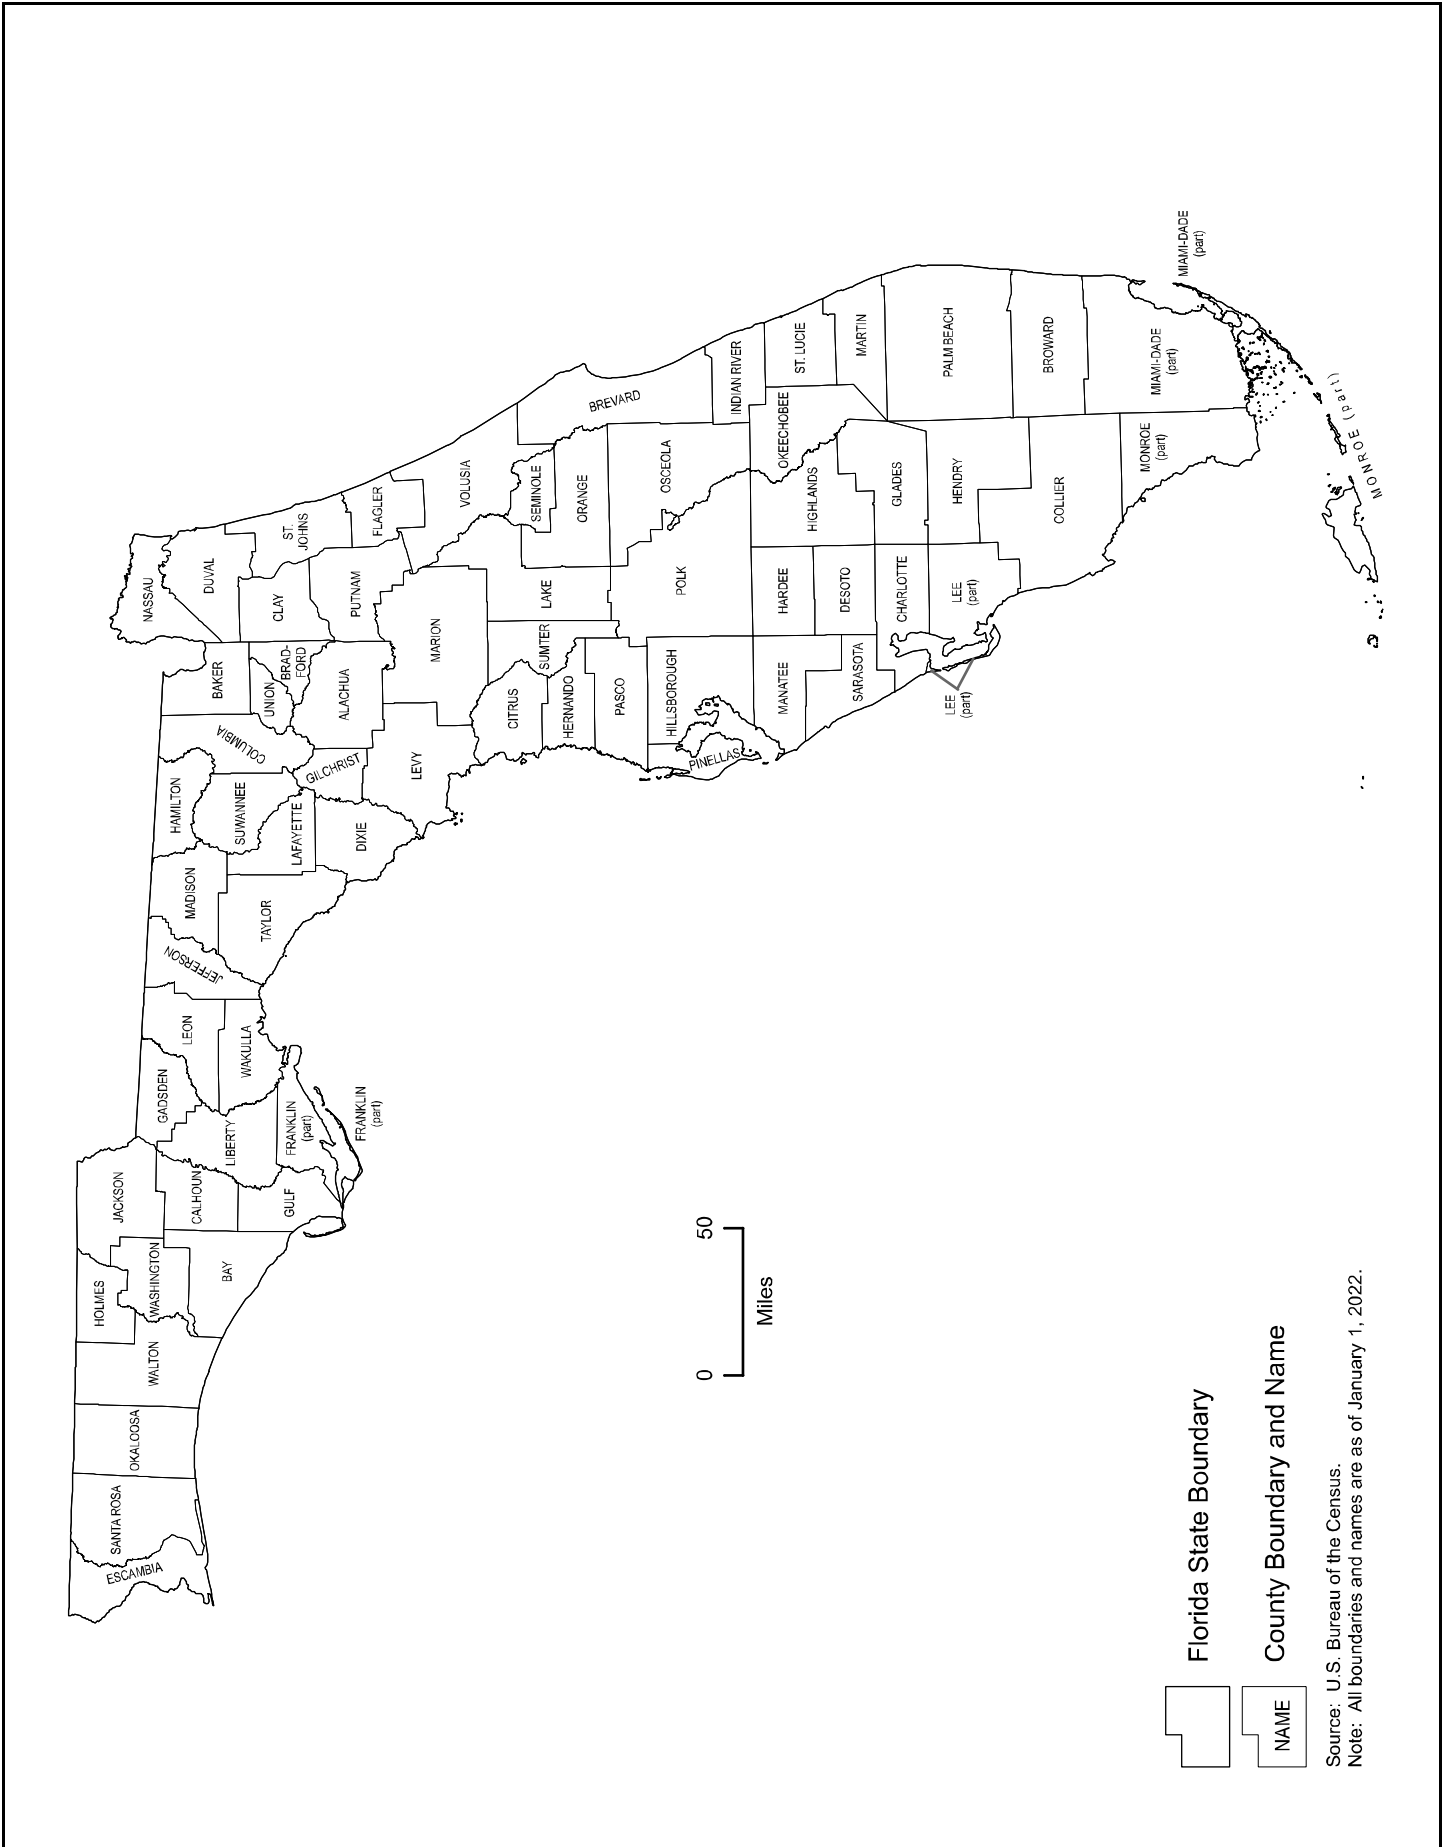 ESCAMBIA
SANTA ROSA
OKALOOSA
WALTON
HOLMES
WASHINGTON
BAY
JACKSON
CALHOUN
GULF
GADSDEN
LIBERTY
FRANKLIN
(part)
FRANKLIN
(part)
LEON
WAKULLA
JEFFERSON
MADISON
TAYLOR
HAMILTON
SUWANNEE
LAFAYETTE
DIXIE
COLUMBIA
GILCHRIST
LEVY
BAKER
UNION
BRAD-
FORD
ALACHUA
MARION
NASSAU
DUVAL
CLAY
ST.
JOHNS
PUTNAM
FLAGLER
VOLUSIA
CITRUS
SUMTER
LAKE
HERNANDO
PASCO
SEMINOLE
ORANGE
BREVARD
OSCEOLA
POLK
HILLSBOROUGH
PINELLAS
INDIAN RIVER
OKEECHOBEE
ST. LUCIE
HIGHLANDS
HARDEE
MANATEE
DESOTO
SARASOTA
MARTIN
GLADES
CHARLOTTE
PALM BEACH
HENDRY
LEE
(part)
LEE
(part)
BROWARD
COLLIER
MIAMI-DADE
(part)
MIAMI-DADE
(part)
MONROE
(part)
MONROE (part)
0 50
Miles
Florida State Boundary
NAME County Boundary and Name
Source: U.S. Bureau of the Census.
Note: All boundaries and names are as of January 1, 2022.